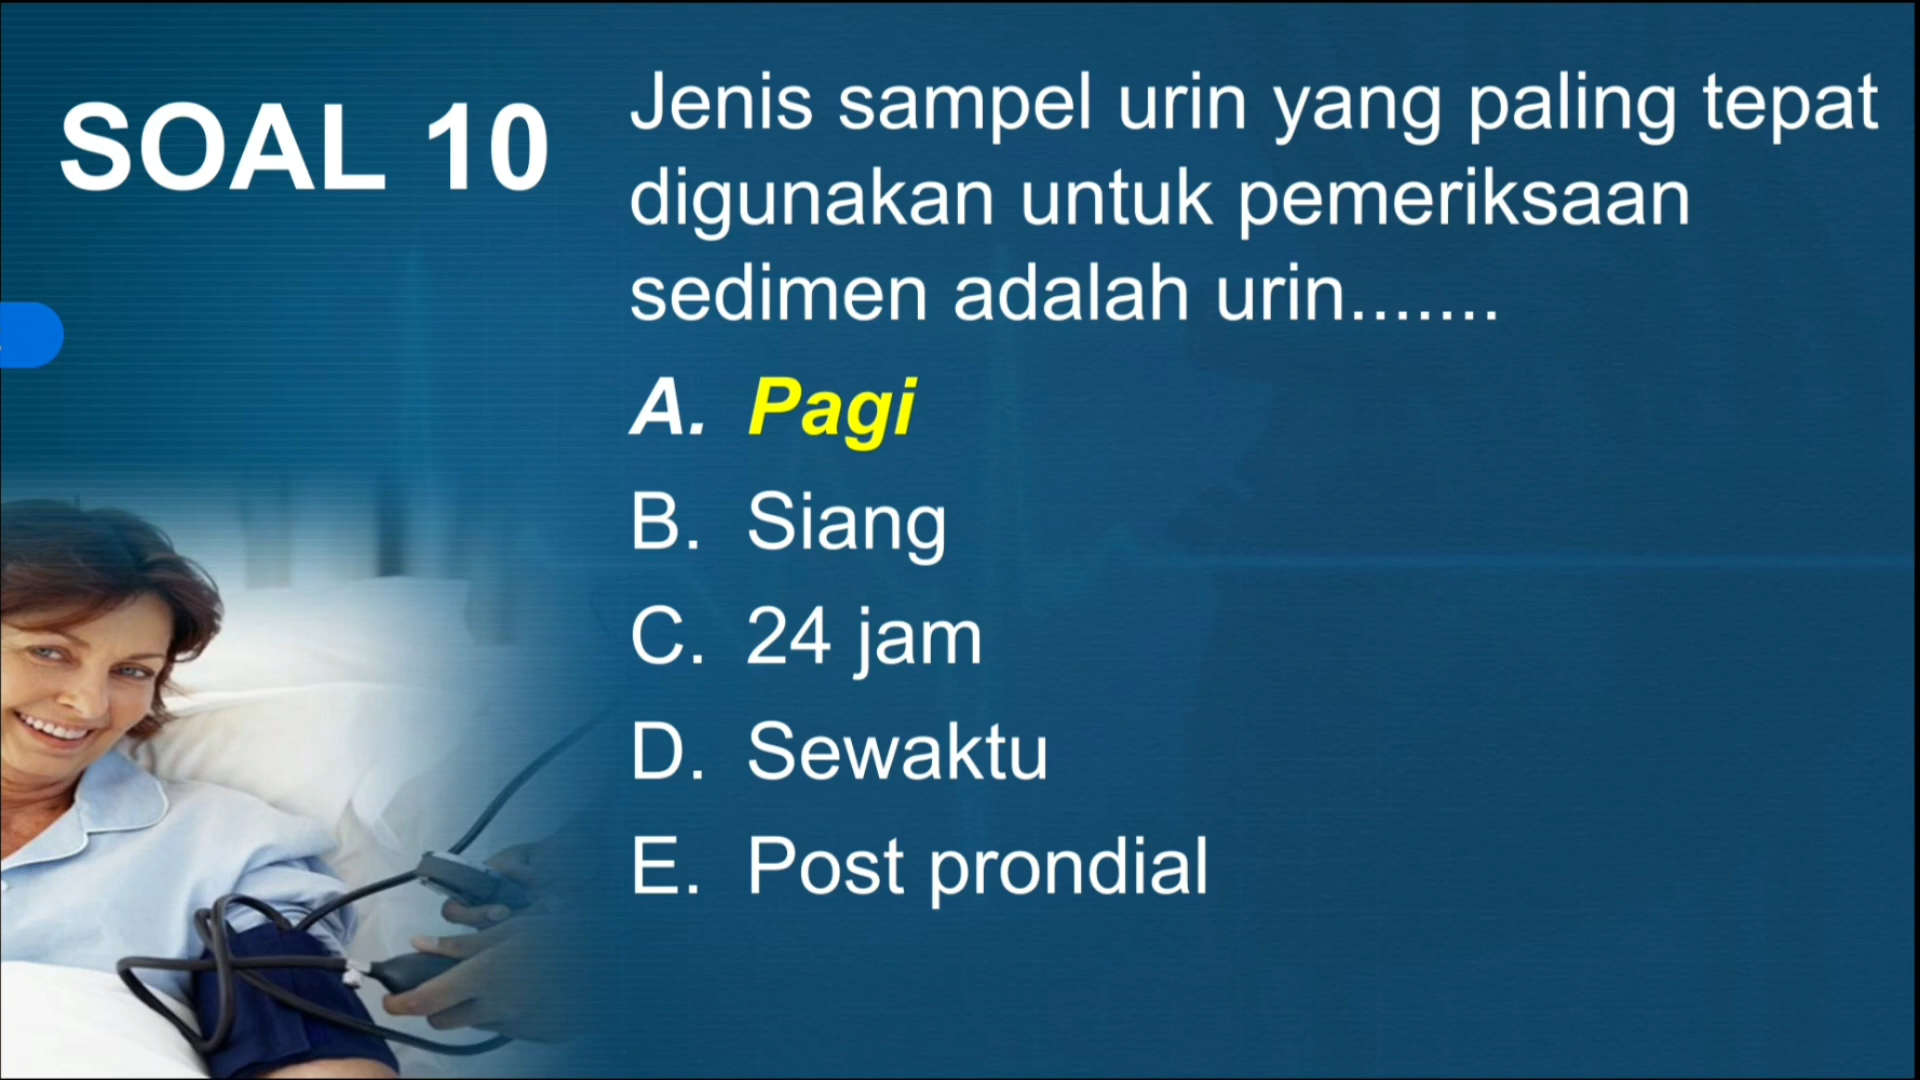 SOAL 10
Jenis sampel urin yang paling tepat
digunakan untuk pemeriksaan
sedimen adalah urin.......
A. Pagi
B. Siang
C. 24 jam
D. Sewaktu
E. Post prondial